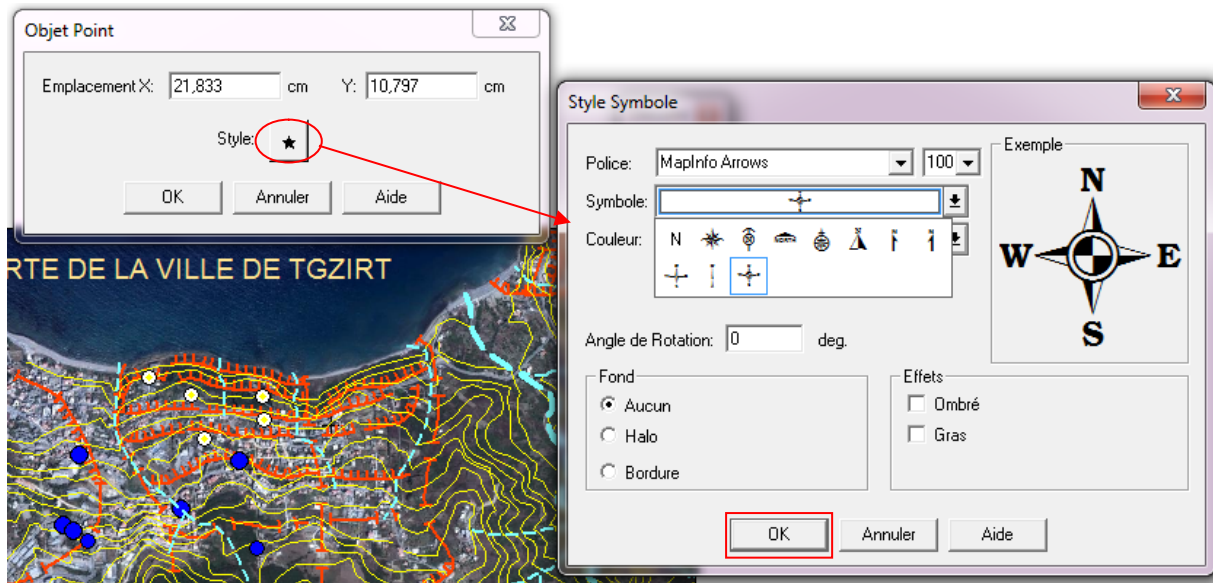 Objet Point
Emplacement X: 21,833 cm Y: 10,797 cm
Style:
OK Annuler Aide
RTE DE LA VILLE DE TGZIRT
Style Symbole
Police: MapInfo Arrows 100
Symbole:
Couleur:
N
Angle de Rotation: 0 deg.
Exemple
N
W E
S
Fond
Aucun
Halo
Bordure
Effets
Ombré
Gras
OK Annuler Aide